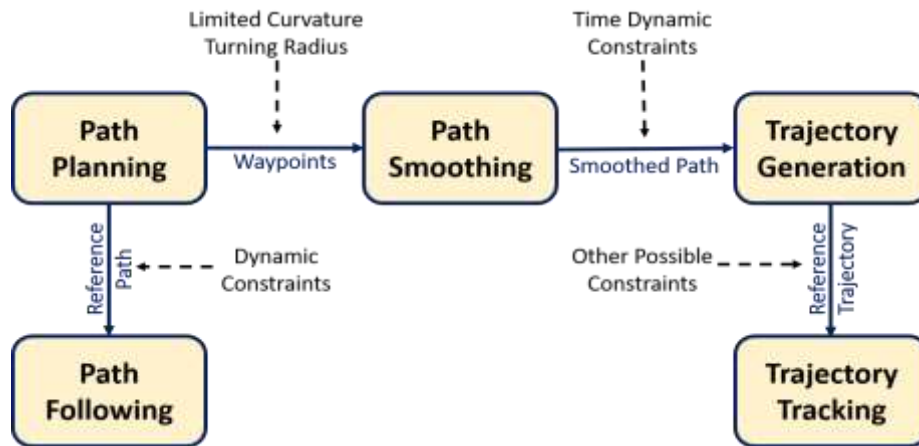 Limited Curvature
Turning Radius
Time Dynamic
Constraints
Path
Planning
Waypoints
Path
Smoothing
Smoothed Path
Trajectory
Generation
Reference
Path
Dynamic
Constraints
Other Possible
Constraints
Reference
Trajectory
Path
Following
Trajectory
Tracking